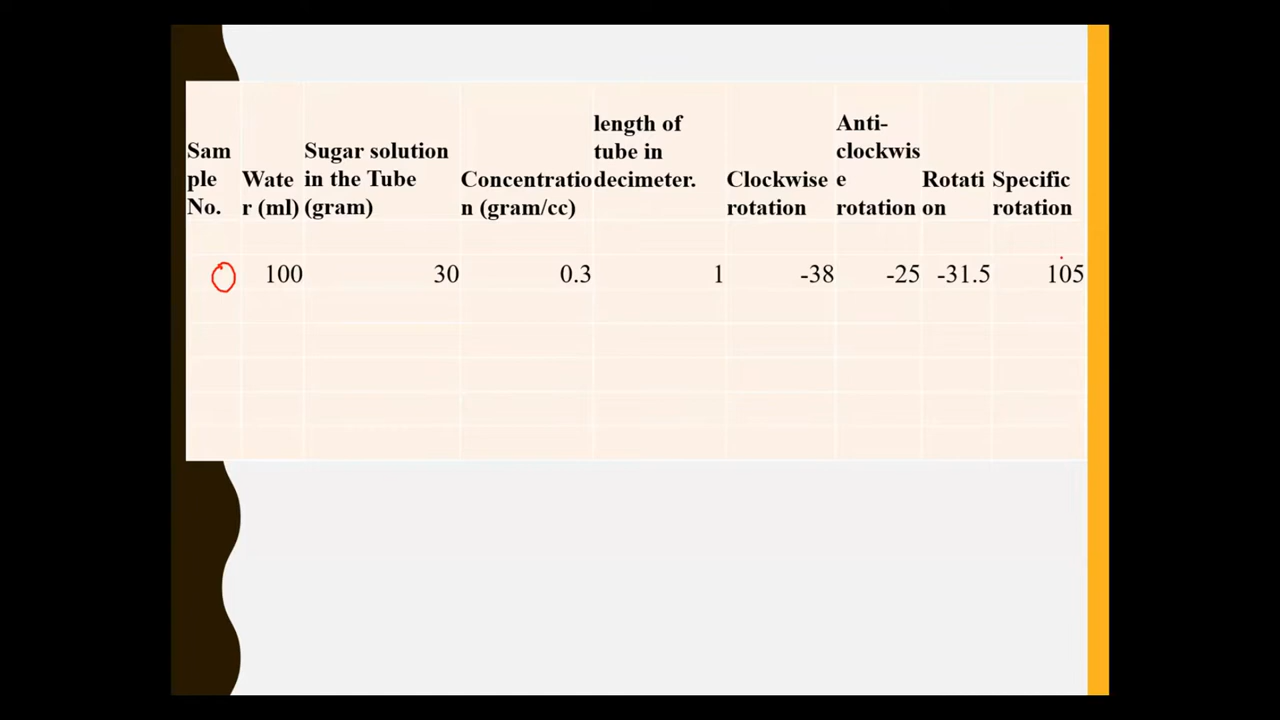 Sam
ple
No.
Wate
r (ml)
Sugar solution
in the Tube
(gram)
Concentratio
n (gram/cc)
length of
tube in
decimeter.
Clockwise
rotation
Anti-
clockwis
e
rotation
Rotati
on
Specific
rotation
100 30 0.3 1 -38 -25 -31.5 105